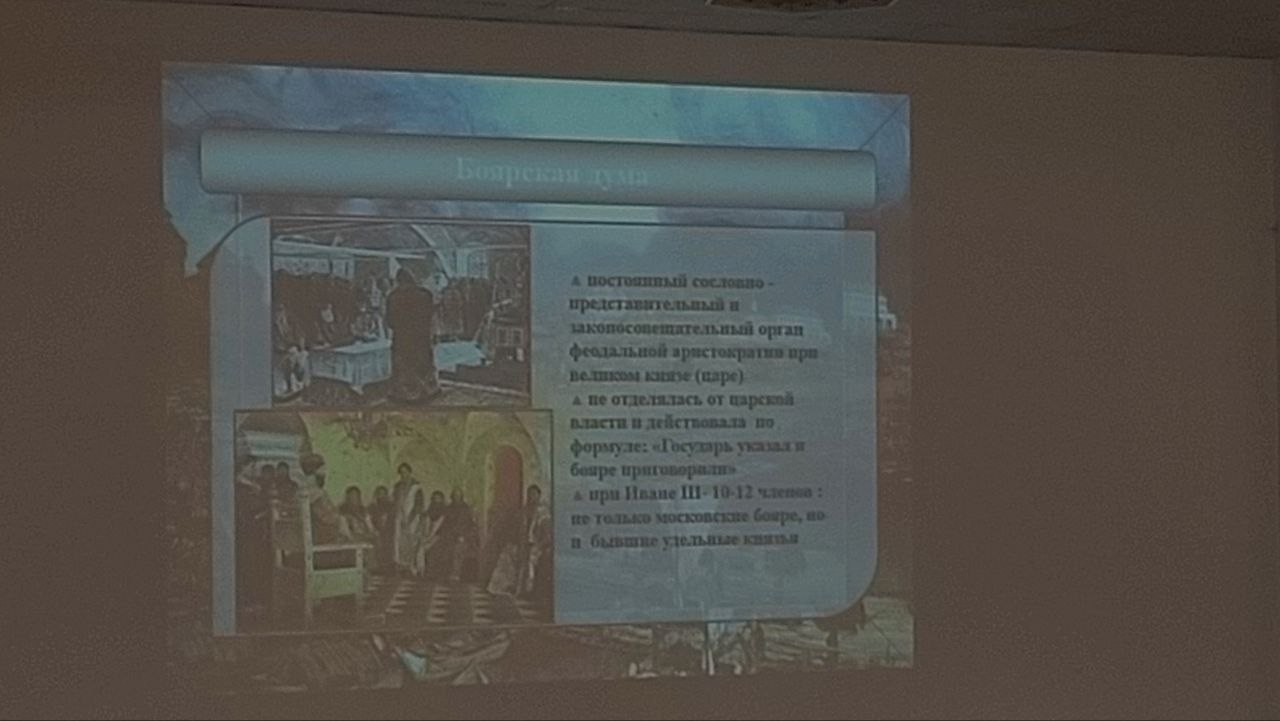 Боярская дума
▲ постоянный сословно -
представительный и
законосовещательный орган
феодальной аристократии при
великом князе (царе)
▲ не отделялась от царской
власти и действовала по
формуле: «Государь указал и
бояре приговорили»
▲ при Иване III- 10-12 членов :
не только московские бояре, но
и бывшие удельные князья